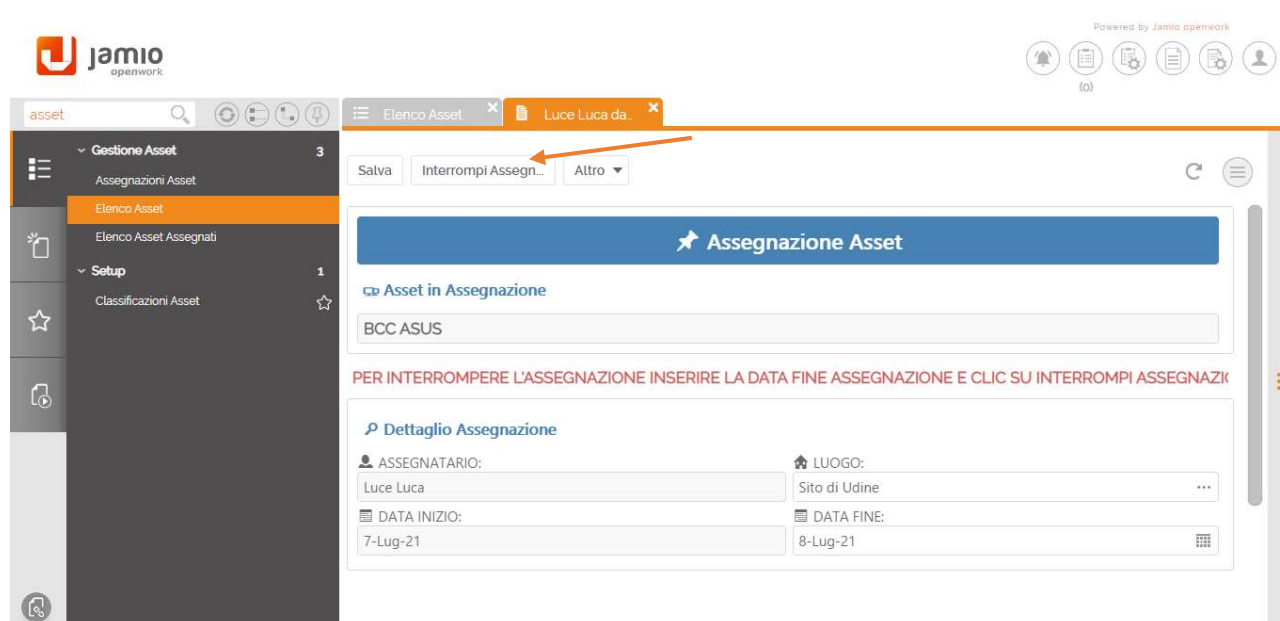 Powered by Jamio openwork
Jamio
openwork
(0)
asset
Elenco Asset
Luce Luca da..
Gestione Asset 3
Assegnazioni Asset
Elenco Asset
Elenco Asset Assegnati
Setup 1
Classificazioni Asset
Salva
Interrompi Assegn...
Altro
Assegnazione Asset
Asset in Assegnazione
BCC ASUS
PER INTERROMPERE L'ASSEGNAZIONE INSERIRE LA DATA FINE ASSEGNAZIONE E CLIC SU INTERROMPI ASSEGNAZI
Dettaglio Assegnazione
ASSEGNATARIO:
Luce Luca
LUOGO:
Sito di Udine
DATA INIZIO:
7-Lug-21
DATA FINE:
8-Lug-21